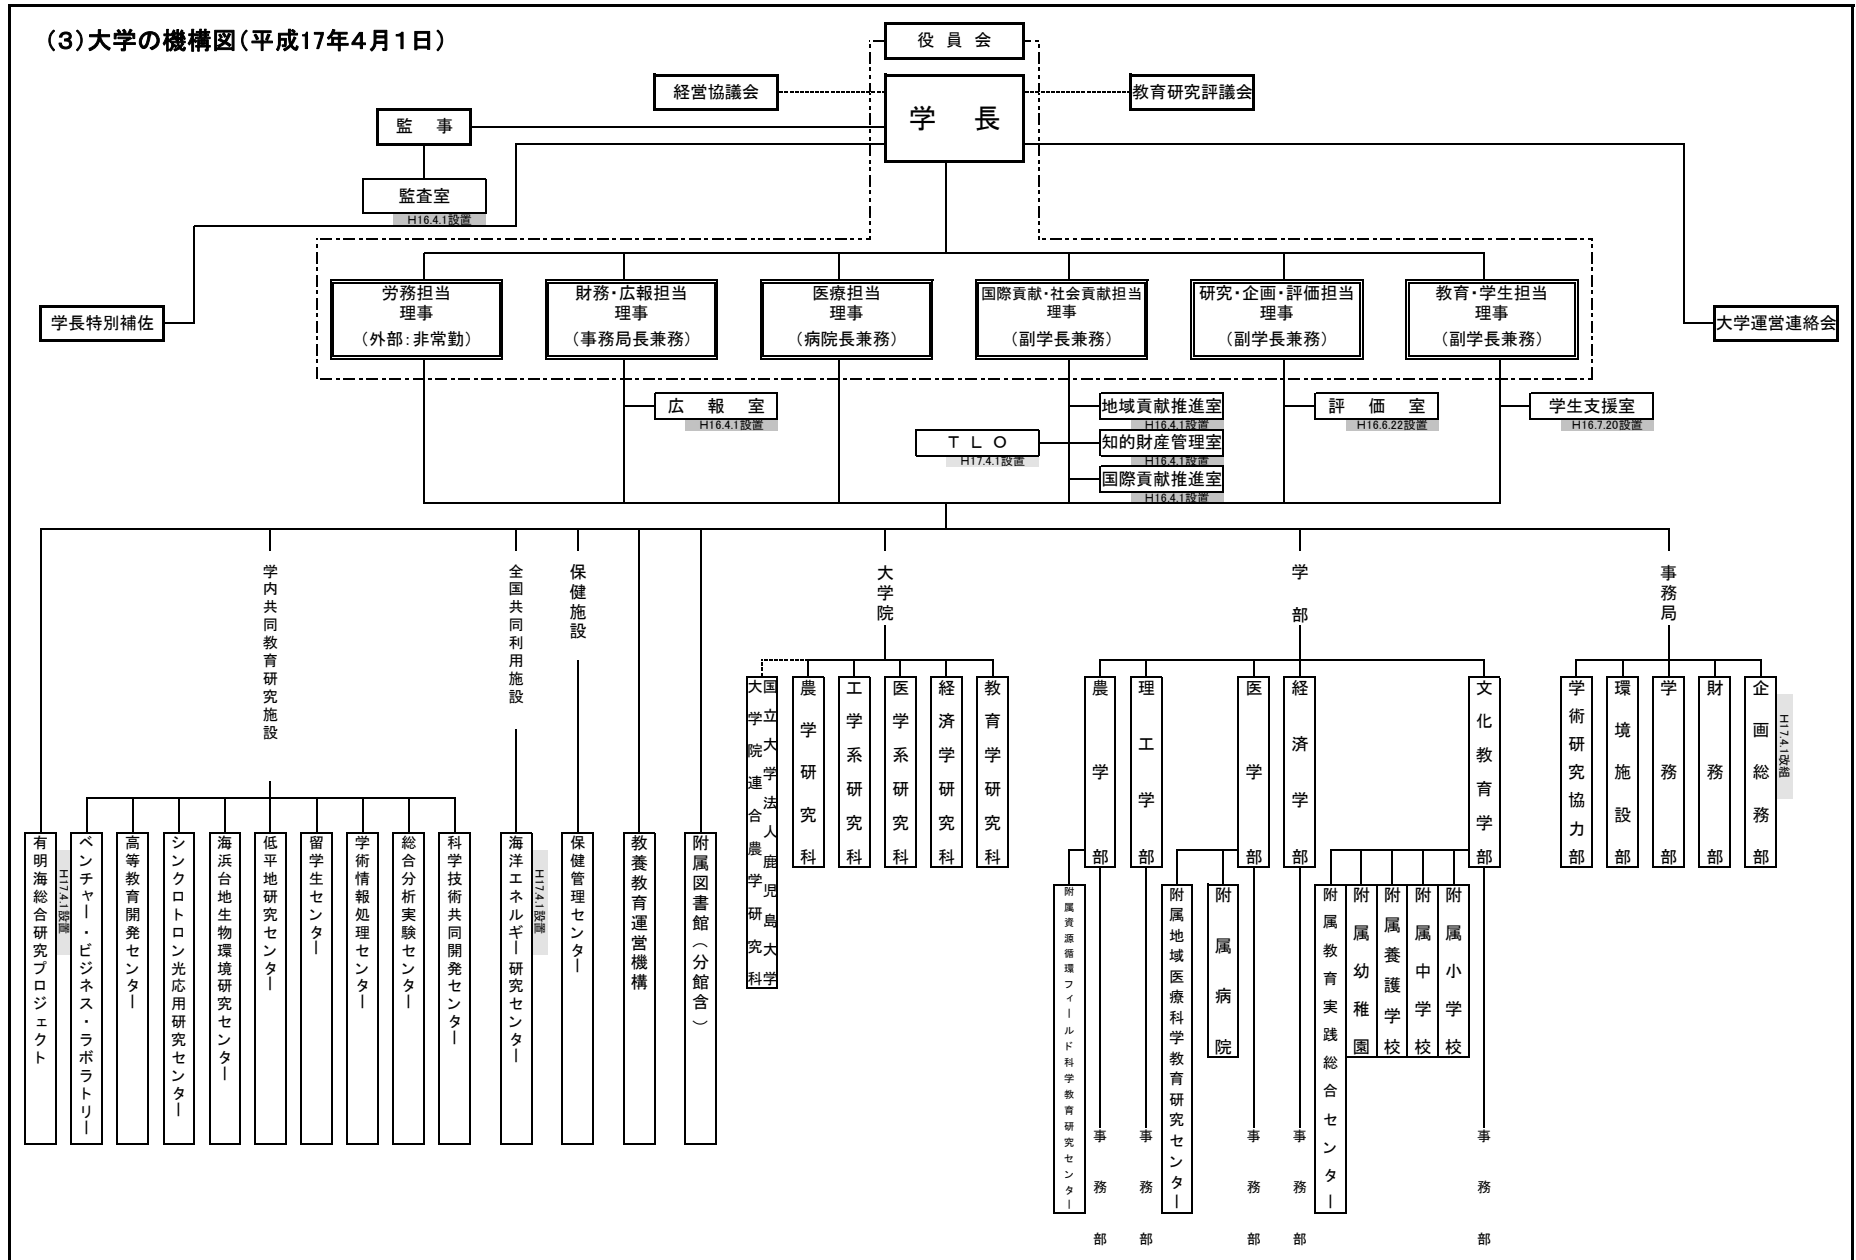 (3)大学の機構図(平成17年4月1日)
役員会
経営協議会
学長
教育研究評議会
監事
監査室
H16.4.1設置
学長特別補佐
大学運営連絡会
労務担当
理事
(外部:非常勤)
財務・広報担当
理事
(事務局長兼務)
医療担当
理事
(病院長兼務)
国際貢献・社会貢献担当
理事
(副学長兼務)
研究・企画・評価担当
理事
(副学長兼務)
教育・学生担当
理事
(副学長兼務)
広報室
H16.4.1設置
地域貢献推進室
H16.4.1設置
TLO
H17.4.1設置
知的財産管理室
H16.4.1設置
国際貢献推進室
H16.4.1設置
評価室
H16.6.22設置
学生支援室
H16.7.20設置
学内共同教育研究施設
全国共同利用施設
保健施設
大学院
学部
事務局
有明海総合研究プロジェクト
H17.4.1設置
ベンチャー・ビジネス・ラボラトリー
高等教育開発センター
シンクロトロン光応用研究センター
海浜台地生物環境研究センター
低平地研究センター
留学生センター
学術情報処理センター
総合分析実験センター
科学技術共同開発センター
海洋エネルギー研究センター
H17.4.1設置
保健管理センター
教養教育運営機構
附属図書館(分館含)
国立大学法人鹿児島大学
大学院連合農学研究科
農学研究科
工学系研究科
医学系研究科
経済学研究科
教育学研究科
農学部
附属資源循環フィールド科学教育研究センター
事務部
理工学部
事務部
医学部
附属地域医療科学教育研究センター
附属病院
事務部
経済学部
事務部
文化教育学部
附属教育実践総合センター
附属幼稚園
附属養護学校
附属中学校
附属小学校
事務部
学術研究協力部
環境施設部
学務部
財務部
企画総務部
H17.4.1改組